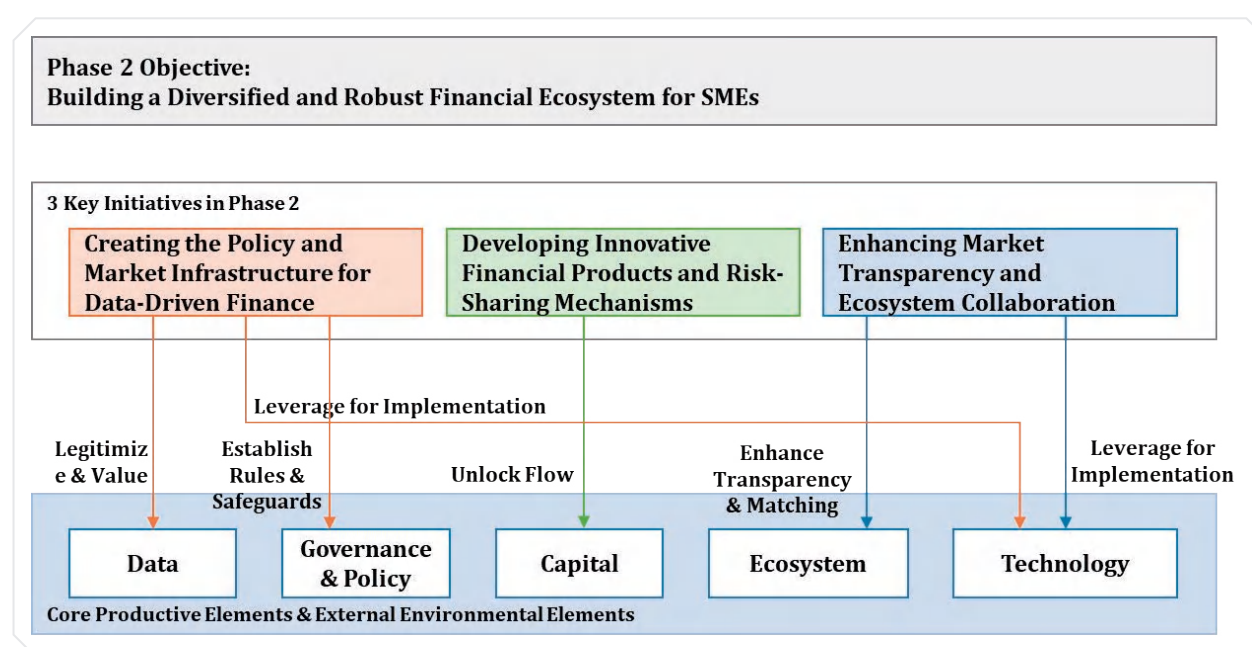 Phase 2 Objective:
Building a Diversified and Robust Financial Ecosystem for SMEs
3 Key Initiatives in Phase 2
Creating the Policy and
Market Infrastructure for
Data-Driven Finance
Developing Innovative
Financial Products and Risk-
Sharing Mechanisms
Enhancing Market
Transparency and
Ecosystem Collaboration
Leverage for Implementation
Legitimiz
e & Value
Establish
Rules &
Safeguards
Unlock Flow
Enhance
Transparency
& Matching
Leverage for
Implementation
Data
Governance
& Policy
Capital
Ecosystem
Technology
Core Productive Elements & External Environmental Elements